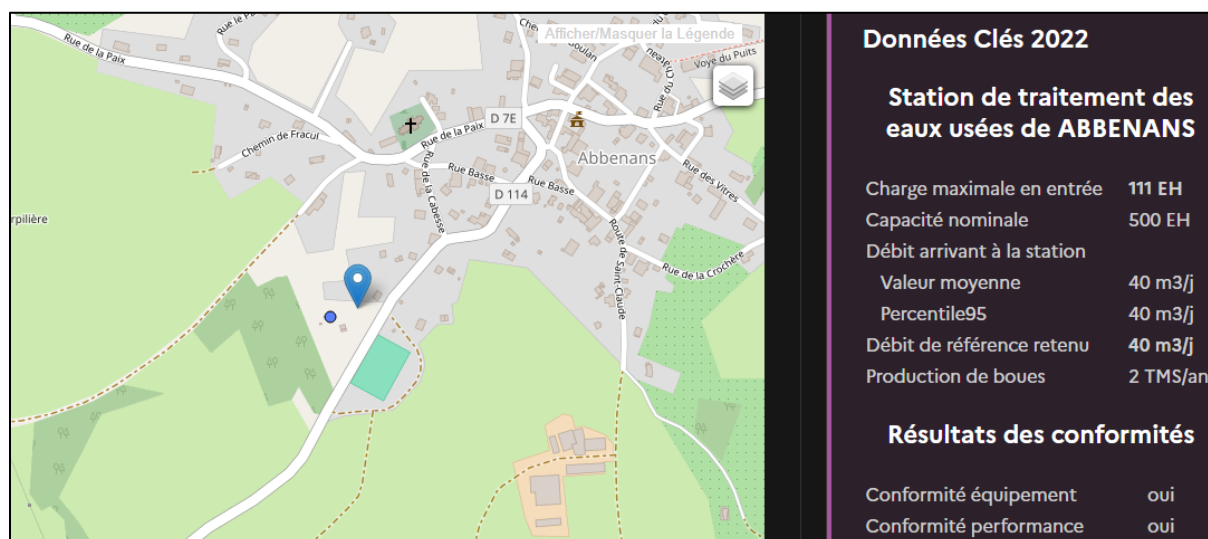 Rue de la Paix
Afficher/Masquer la Légende
Voye du Puits
Rue du Château
Chemin de Fracul
Rue de la Paix
D 7E
Abbenans
Rue de la Cabesse
Rue Basse
Rue Basse
Rue des Vitres
D 114
rpilière
Route de Saint-Claude
Rue de la Crochère
Données Clés 2022
Station de traitement des
eaux usées de ABBENANS
Charge maximale en entrée 111 EH
Capacité nominale 500 EH
Débit arrivant à la station
Valeur moyenne 40 m3/j
Percentile95 40 m3/j
Débit de référence retenu 40 m3/j
Production de boues 2 TMS/an
Résultats des conformités
Conformité équipement oui
Conformité performance oui